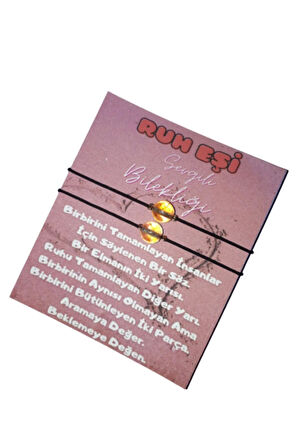 RUH EŞİ
Sevgili
Bilekliği
Birbirini Tamamlayan İnsanlar
İçin Söylenen Bir Söz.
Bir Elmanın İki Yarısı,
Ruhu Tamamlayan Diğer Yarı.
Birbirinin Aynısı Olmayan Ama
Birbirini Bütünleyen İki Parça.
Aramaya Değer.
Beklemeye Değen.